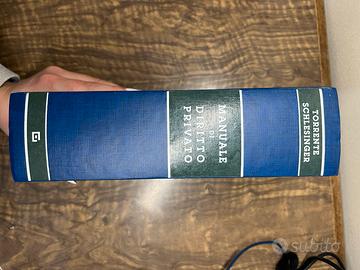 TORRENTE
SCHLESINGER
MANUALE
DI
DIRITTO
PRIVATO
subito